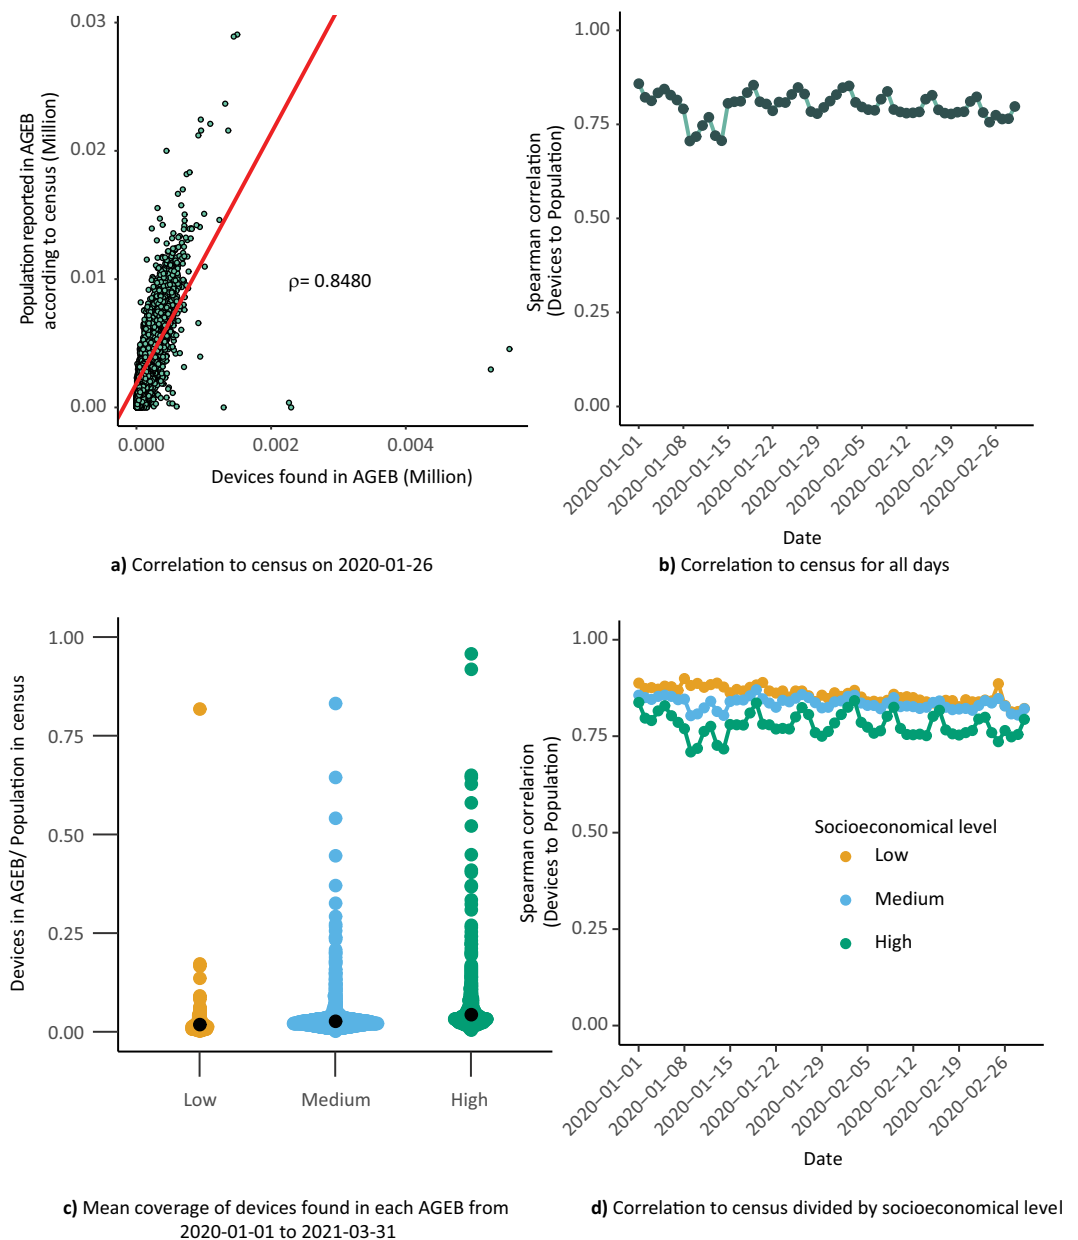 0.03
0.02
0.01
0.00
Population reported in AGEB
according to census (Million)
ρ= 0.8480
0.000
0.002
0.004
Devices found in AGEB (Million)
a) Correlation to census on 2020-01-26
1.00
0.75
0.50
0.25
0.00
Spearman correlation
(Devices to Population)
2020−01−01
2020−01−08
2020−01−15
2020−01−22
2020−01−29
2020−02−05
2020−02−12
2020−02−19
2020−02−26
Date
b) Correlation to census for all days
1.00
0.75
0.50
0.25
0.00
Devices in AGEB/ Population in census
Low
Medium
High
c) Mean coverage of devices found in each AGEB from
2020-01-01 to 2021-03-31
1.00
0.75
0.50
0.25
0.00
Spearman correlarion
(Devices to Population)
Socioeconomical level
Low
Medium
High
2020−01−01
2020−01−08
2020−01−15
2020−01−22
2020−01−29
2020−02−05
2020−02−12
2020−02−19
2020−02−26
Date
d) Correlation to census divided by socioeconomical level